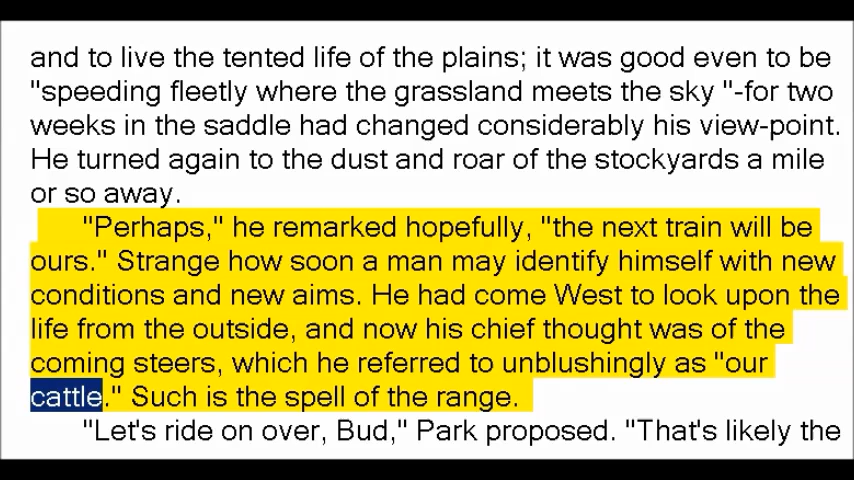 and to live the tented life of the plains; it was good even to be
"speeding fleetly where the grassland meets the sky "-for two
weeks in the saddle had changed considerably his view-point.
He turned again to the dust and roar of the stockyards a mile
or so away.
"Perhaps," he remarked hopefully, "the next train will be
ours." Strange how soon a man may identify himself with new
conditions and new aims. He had come West to look upon the
life from the outside, and now his chief thought was of the
coming steers, which he referred to unblushingly as "our
cattle." Such is the spell of the range.
"Let's ride on over, Bud," Park proposed. "That's likely the